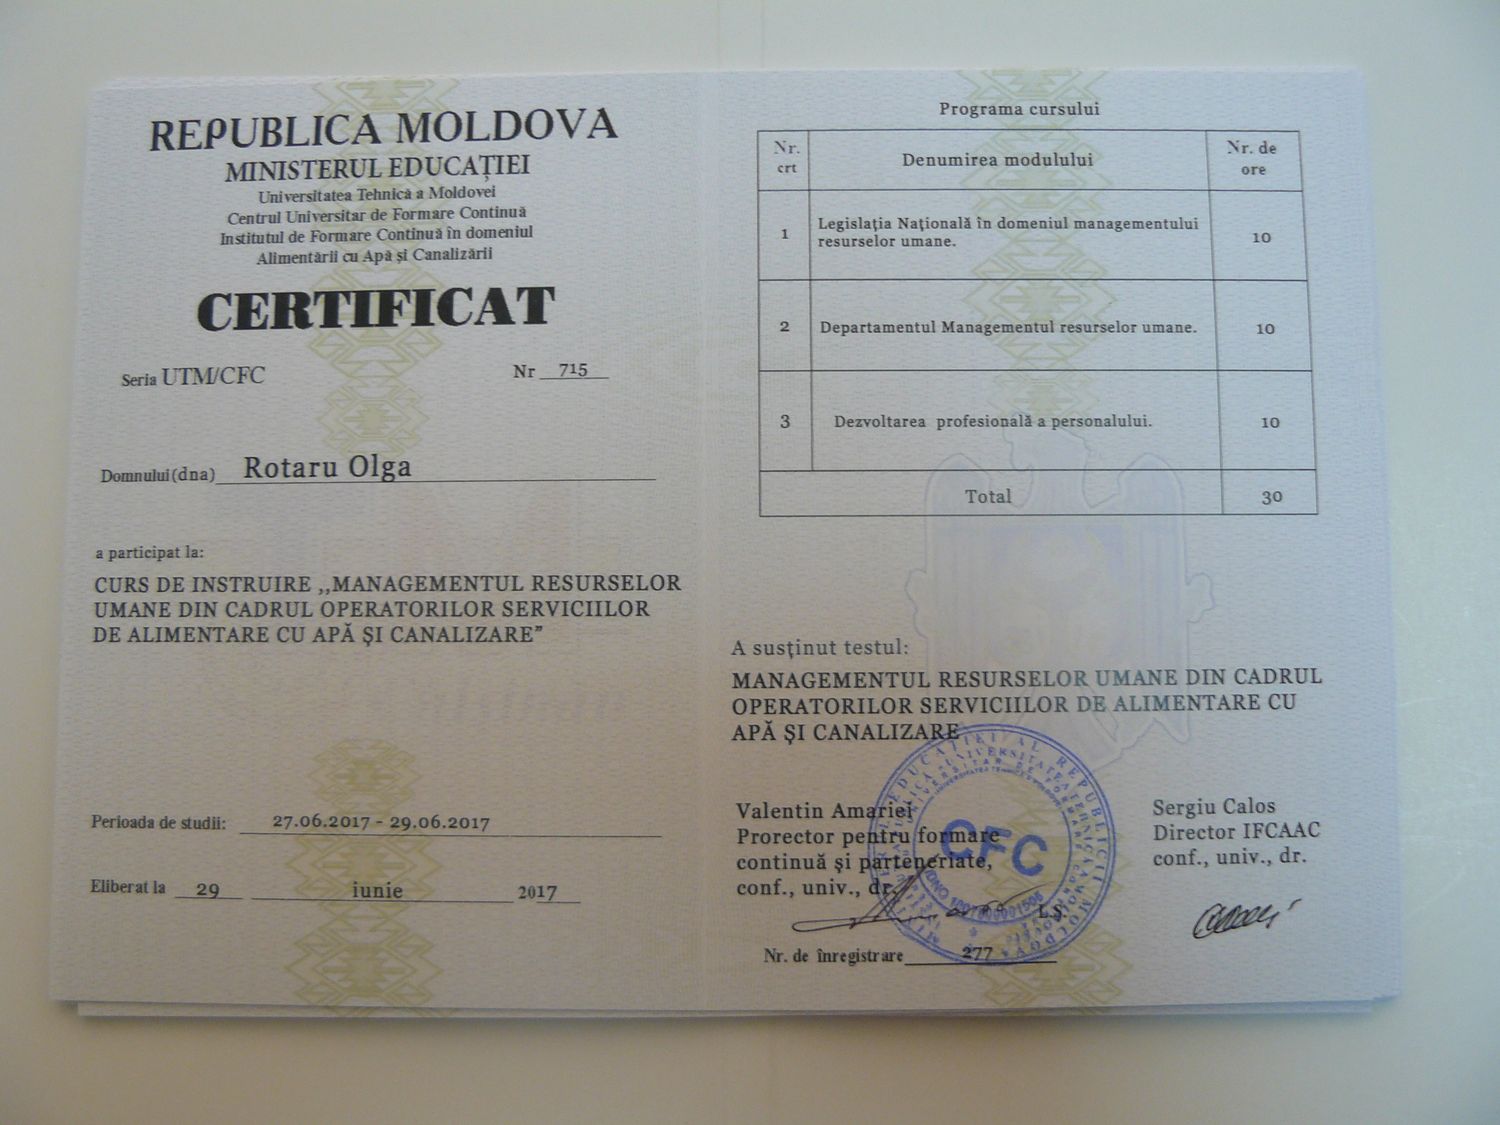 REPUBLICA MOLDOVA
MINISTERUL EDUCAȚIEI
Universitatea Tehnică a Moldovei
Centrul Universitar de Formare Continuă
Institutul de Formare Continuă în domeniul
Alimentării cu Apă și Canalizării
CERTIFICAT
Seria UTM/CFC Nr 715
Domnului(dna) Rotaru Olga
a participat la:
CURS DE INSTRUIRE ,,MANAGEMENTUL RESURSELOR
UMANE DIN CADRUL OPERATORILOR SERVICIILOR
DE ALIMENTARE CU APĂ ȘI CANALIZARE”
Perioada de studii: 27.06.2017 - 29.06.2017
Eliberat la 29 iunie 2017
Programa cursului
Nr. crt Denumirea modulului Nr. de ore
1 Legislația Națională în domeniul managementului
resurselor umane. 10
2 Departamentul Managementul resurselor umane. 10
3 Dezvoltarea profesională a personalului. 10
Total 30
A susținut testul:
MANAGEMENTUL RESURSELOR UMANE DIN CADRUL
OPERATORILOR SERVICIILOR DE ALIMENTARE CU
APĂ ȘI CANALIZARE
Valentin Amariei
Prorector pentru formare
continuă și parteneriate,
conf., univ., dr.
Sergiu Calos
Director IFCAAC
conf., univ., dr.
CFC
L.S.
Nr. de înregistrare 277